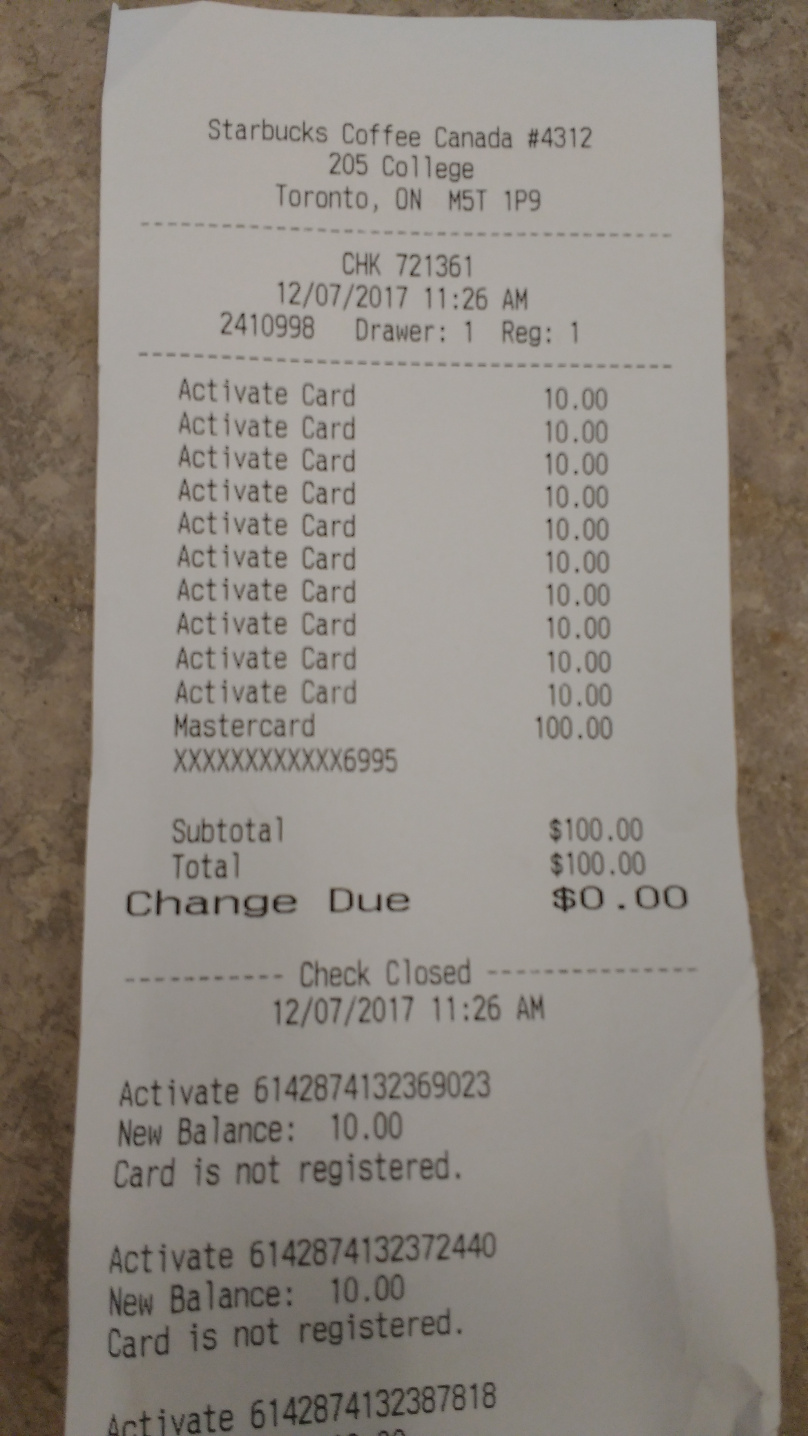 Starbucks Coffee Canada #4312
205 College
Toronto, ON M5T 1P9
CHK 721361
12/07/2017 11:26 AM
2410998 Drawer: 1 Reg: 1
Activate Card 10.00
Activate Card 10.00
Activate Card 10.00
Activate Card 10.00
Activate Card 10.00
Activate Card 10.00
Activate Card 10.00
Activate Card 10.00
Activate Card 10.00
Activate Card 10.00
Mastercard 100.00
XXXXXXXXXXXX6995
Subtotal $100.00
Total $100.00
Change Due $0.00
----------- Check Closed -------------
12/07/2017 11:26 AM
Activate 6142874132369023
New Balance: 10.00
Card is not registered.
Activate 6142874132372440
New Balance: 10.00
Card is not registered.
Activate 6142874132387818